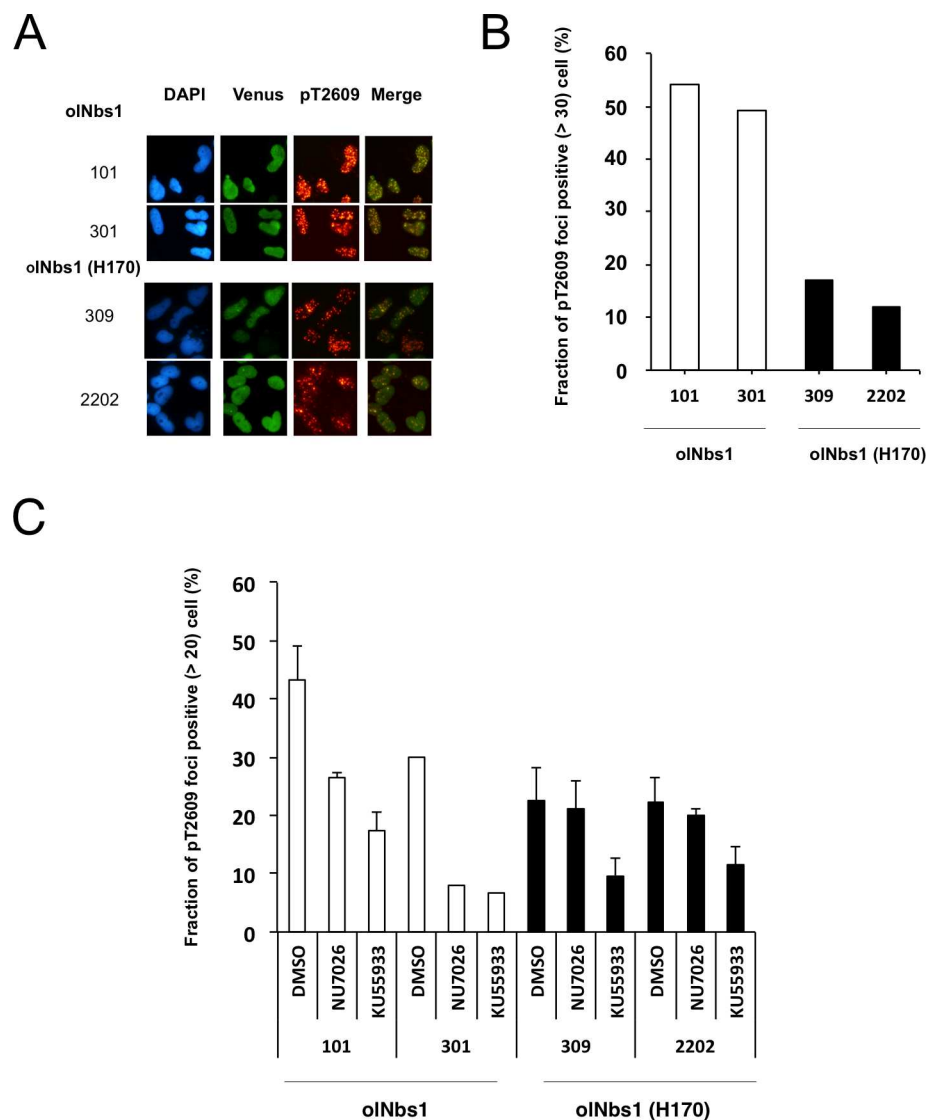 A
DAPI Venus pT2609 Merge
olNbs1
101
301
olNbs1 (H170)
309
2202
B
Fraction of pT2609 foci positive (> 30) cell (%)
60
50
40
30
20
10
0
101 301 309 2202
olNbs1 olNbs1 (H170)
C
Fraction of pT2609 foci positive (> 20) cell (%)
60
50
40
30
20
10
0
DMSO NU7026 KU55933 DMSO NU7026 KU55933 DMSO NU7026 KU55933 DMSO NU7026 KU55933
101 301 309 2202
olNbs1 olNbs1 (H170)